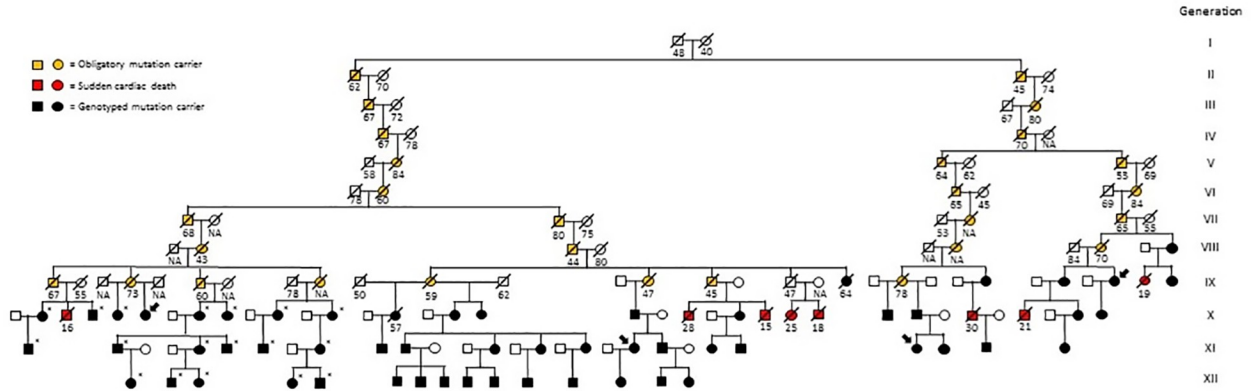 Generation
I
48 40
= Obligatory mutation carrier
II
62 70 45 74
= Sudden cardiac death
III
67 72 67 80
= Genotyped mutation carrier
IV
67 78 70 NA
V
58 84 64 62 53 69
VI
78 60 65 45 69 84
VII
68 NA 80 75 53 NA 65 55
VIII
NA 43 44 80 NA NA 84 70
IX
67 55 NA 73 NA 60 NA 78 NA 50 59 62 47 45 47 NA 64 78 19
X
16 57 28 15 25 18 30 21
XI
XII